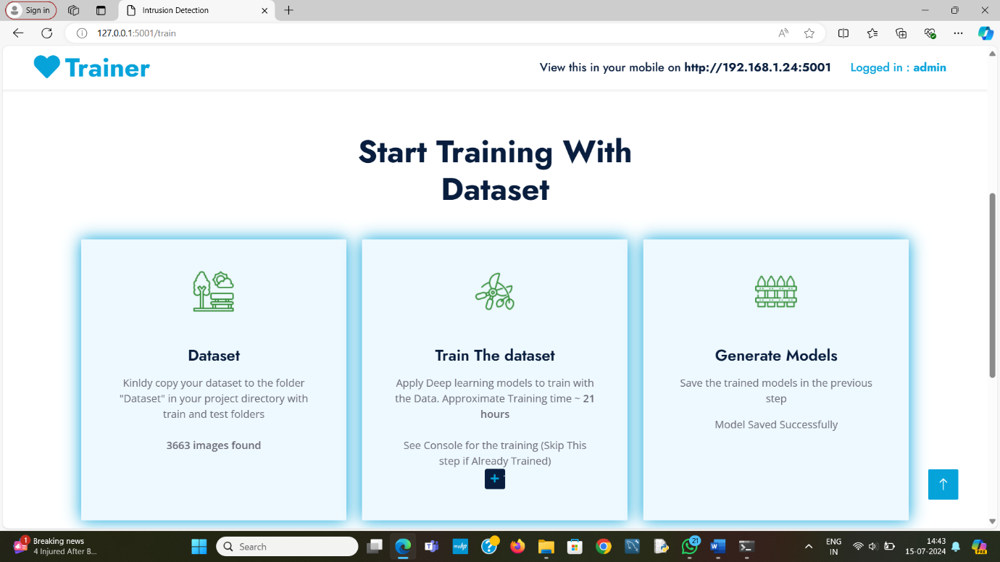 Sign in
Intrusion Detection
127.0.0.1:5001/train
Trainer
View this in your mobile on http://192.168.1.24:5001
Logged in : admin
Start Training With
Dataset
Dataset
Kinldy copy your dataset to the folder
"Dataset" in your project directory with
train and test folders
3663 images found
Train The dataset
Apply Deep learning models to train with
the Data. Approximate Training time ~ 21
hours
See Console for the training (Skip This
step if Already Trained)
+
Generate Models
Save the trained models in the previous
step
Model Saved Successfully
1
Breaking news
4 Injured After B...
Search
myhp
21
ENG
IN
14:43
15-07-2024
PRE